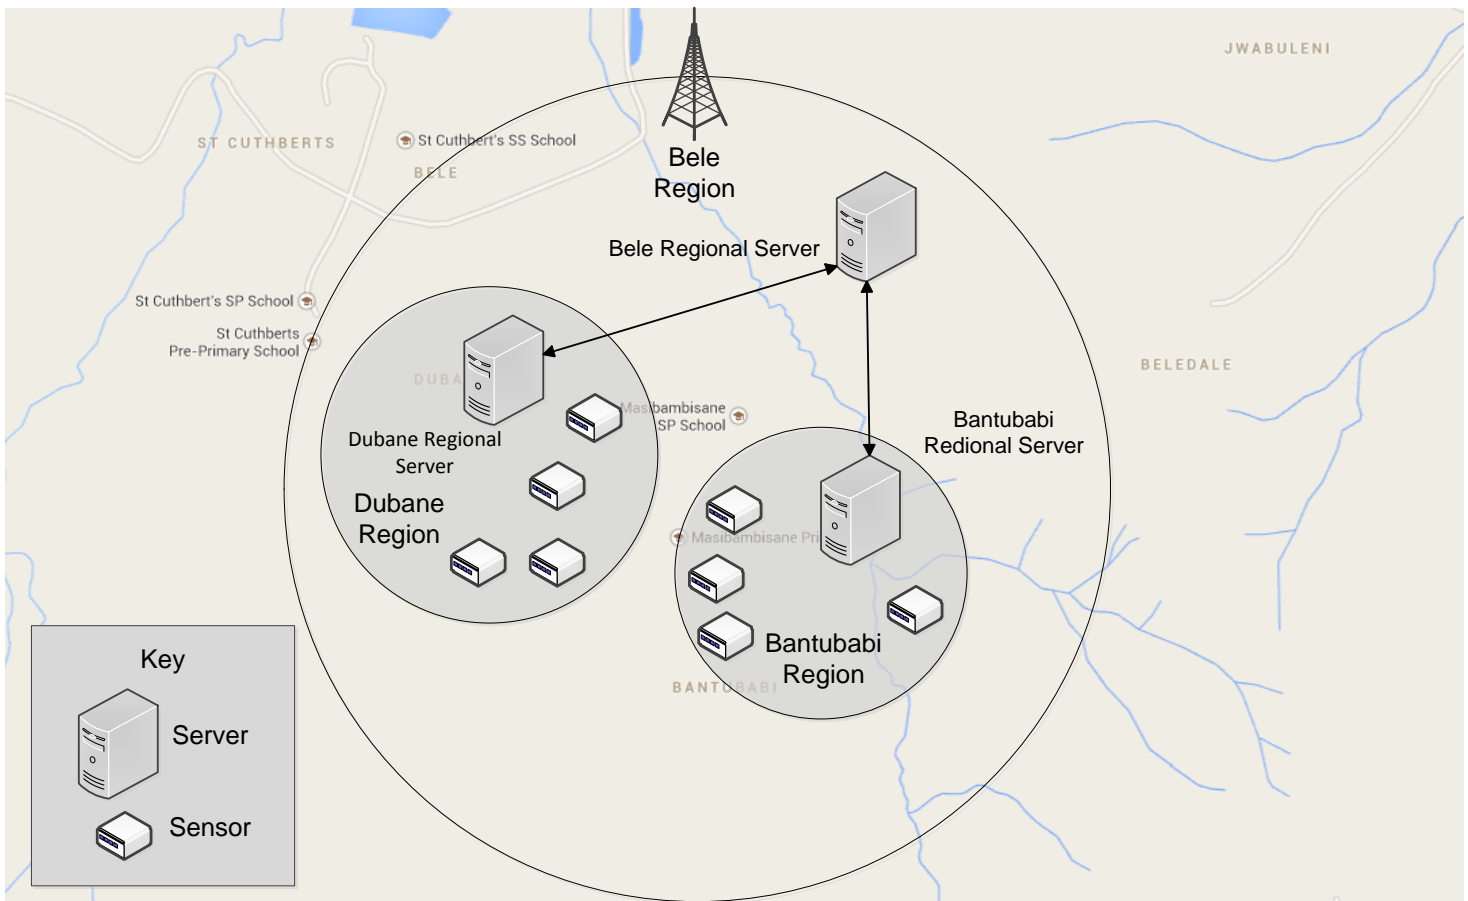 JWABULENI
ST CUTHBERTS
St Cuthbert's SS School
BELE
Bele
Region
Bele Regional Server
St Cuthbert's SP School
St Cuthberts
Pre-Primary School
BELEDALE
DUBA
Masibambisane
SP School
Bantubabi
Redional Server
Dubane Regional
Server
Dubane
Region
Masibambisane Pri
Bantubabi
Region
BANTUBABI
Key
Server
Sensor